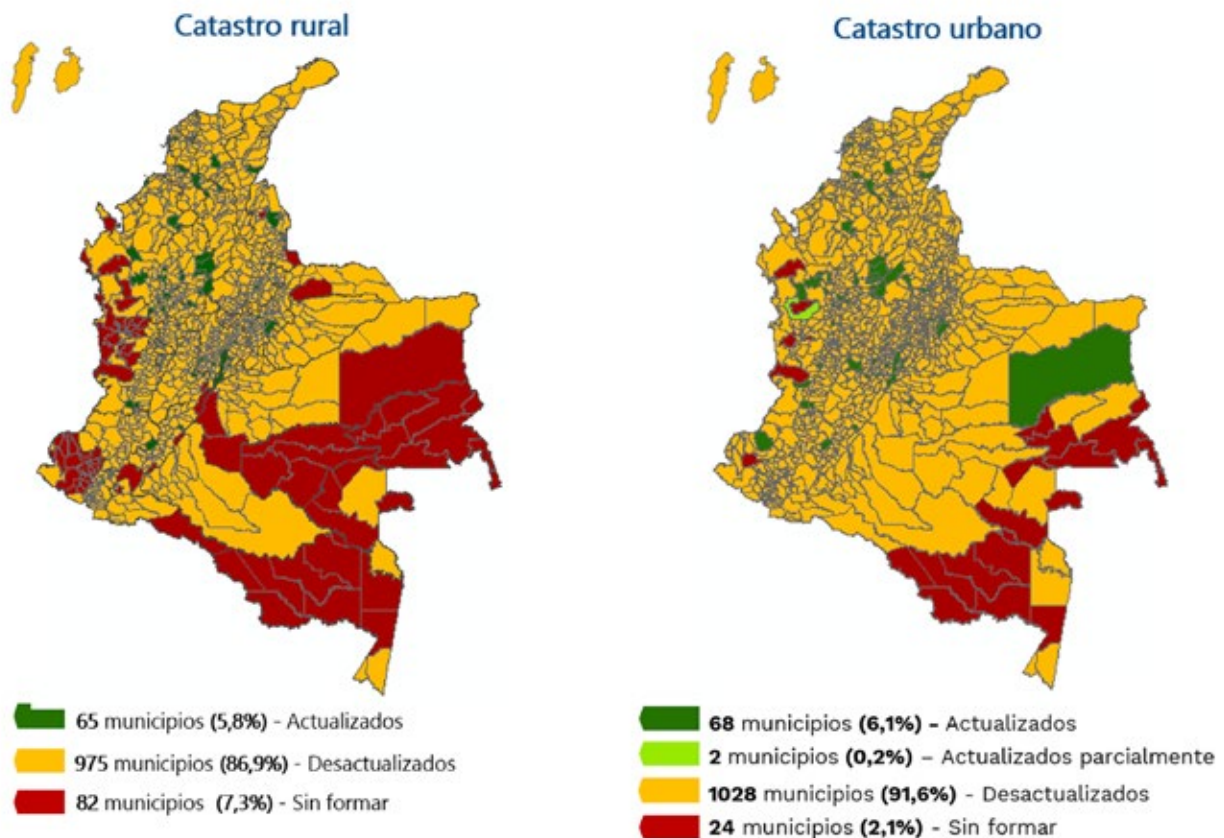 Catastro rural
65 municipios (5,8%) - Actualizados
975 municipios (86,9%) - Desactualizados
82 municipios (7,3%) - Sin formar
Catastro urbano
68 municipios (6,1%) – Actualizados
2 municipios (0,2%) – Actualizados parcialmente
1028 municipios (91,6%) - Desactualizados
24 municipios (2,1%) - Sin formar